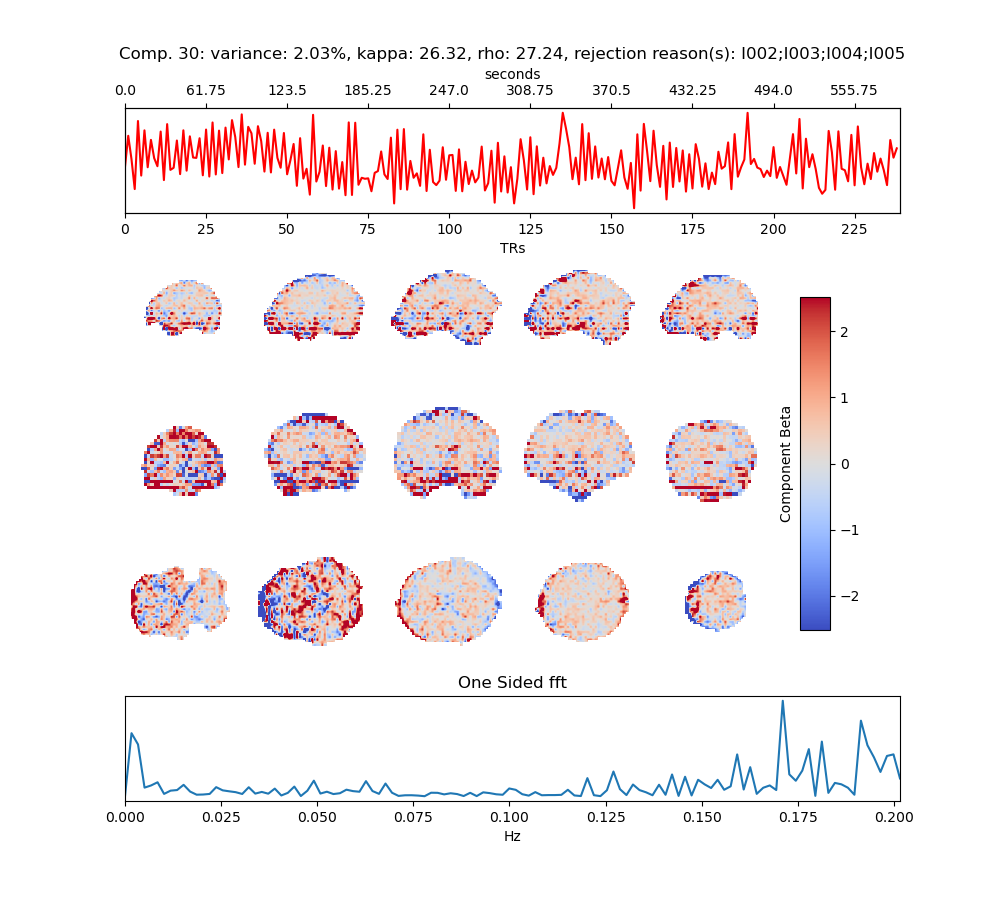 Comp. 30: variance: 2.03%, kappa: 26.32, rho: 27.24, rejection reason(s): I002;I003;I004;I005
seconds
0.0 61.75 123.5 185.25 247.0 308.75 370.5 432.25 494.0 555.75
0 25 50 75 100 125 150 175 200 225
TRs
2
1
0
−1
−2
Component Beta
One Sided fft
0.000 0.025 0.050 0.075 0.100 0.125 0.150 0.175 0.200
Hz